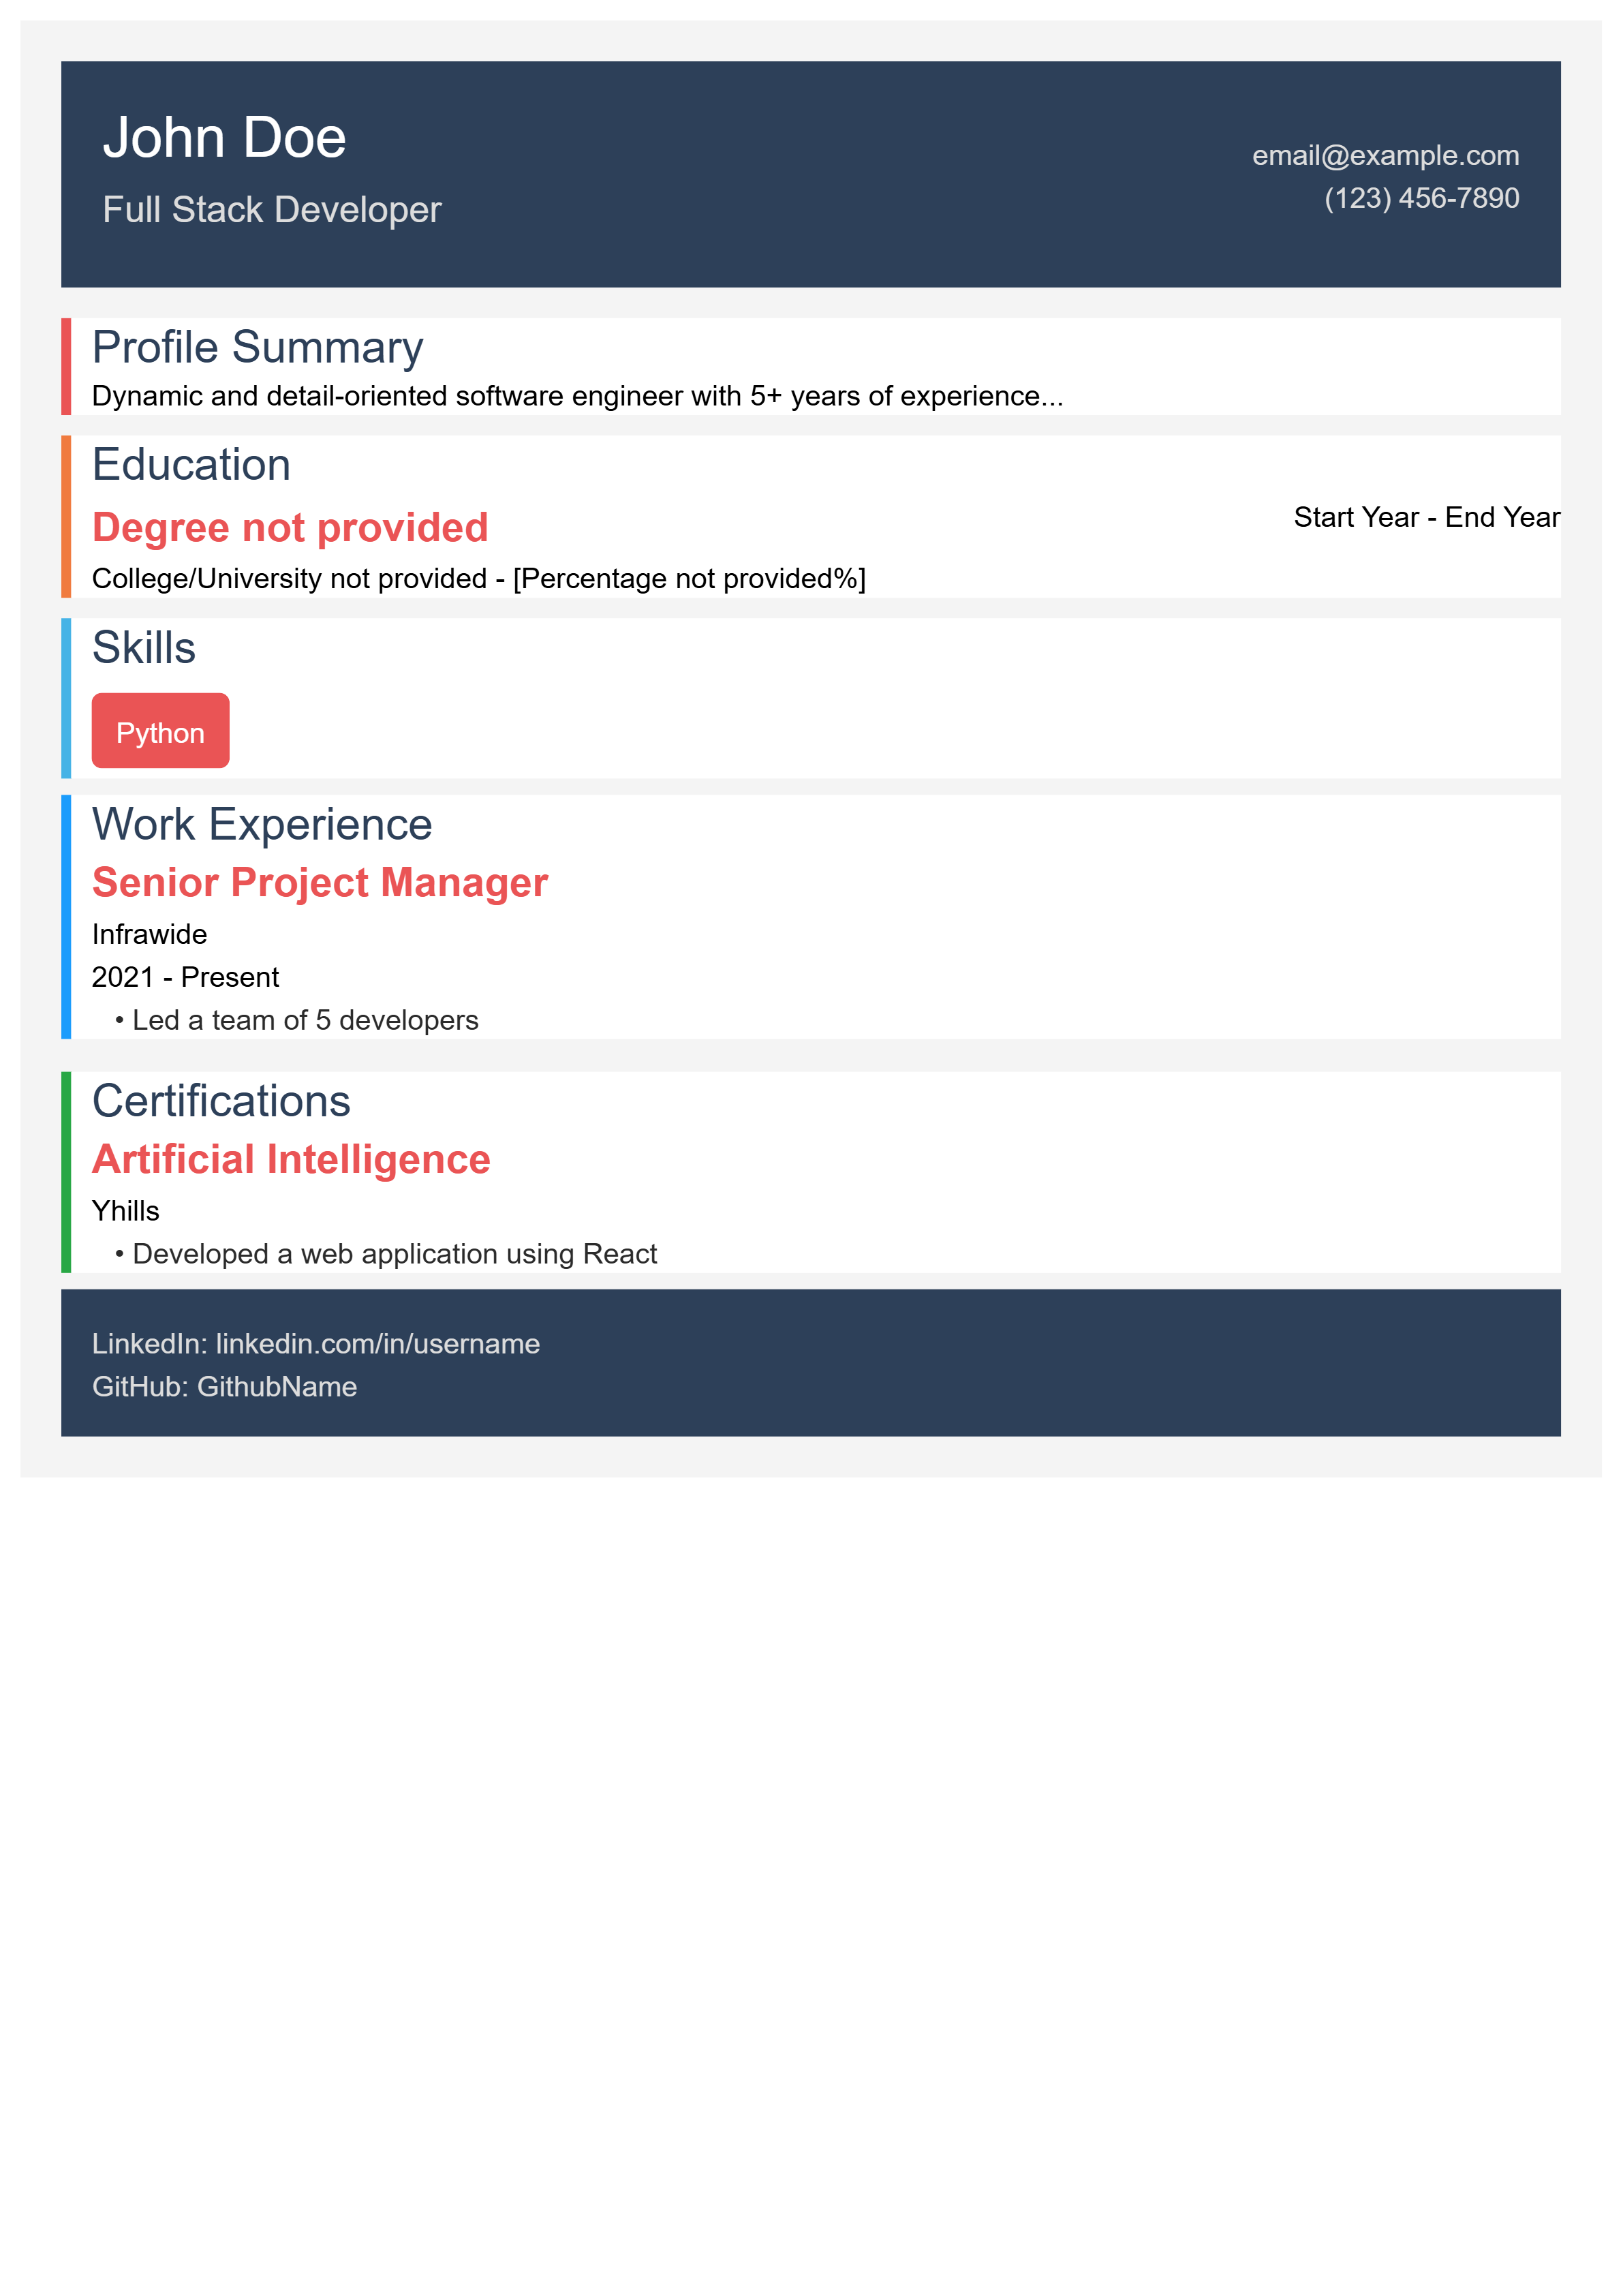 John Doe
Full Stack Developer
email@example.com
(123) 456-7890
Profile Summary
Dynamic and detail-oriented software engineer with 5+ years of experience...
Education
Degree not provided
Start Year - End Year
College/University not provided - [Percentage not provided%]
Skills
Python
Work Experience
Senior Project Manager
Infrawide
2021 - Present
• Led a team of 5 developers
Certifications
Artificial Intelligence
Yhills
• Developed a web application using React
LinkedIn: linkedin.com/in/username
GitHub: GithubName